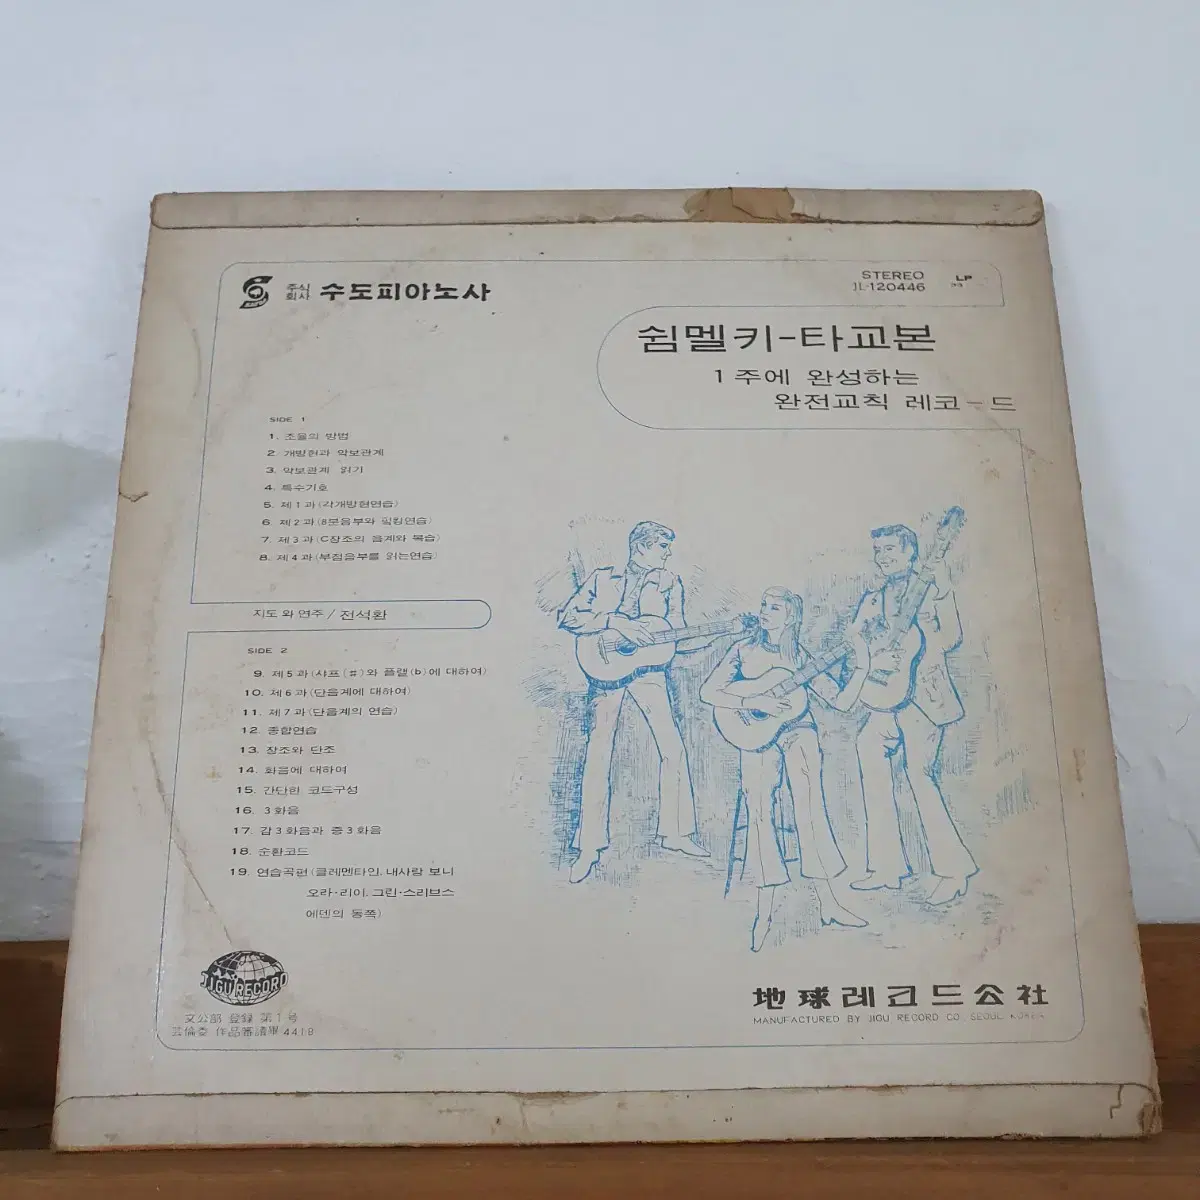 주식
회사 수도피아노사
STEREO LP
JL-120446
쉼멜키-타교본
1주에 완성하는
완전교칙 레코-드
SIDE 1
1. 조율의 방법
2. 개방현과 악보관계
3. 악보관계 읽기
4. 특수기호
5. 제1과(각개방현연습)
6. 제2과(8분음부와 픽킹연습)
7. 제3과(C장조의 음계와 복습)
8. 제4과(부점음부를 읽는연습)
지도와 연주/전석환
SIDE 2
9. 제5과(샤프(#)와 플랱(b)에 대하여)
10. 제6과(단음계에 대하여)
11. 제7과(단음계의 연습)
12. 종합연습
13. 장조와 단조
14. 화음에 대하여
15. 간단한 코드구성
16. 3화음
17. 감3화음과 증3화음
18. 순환코드
19. 연습곡편(클레멘타인, 내사랑 보니
오라·리이, 그린·스리브스
에덴의 동쪽)
JIGU RECORD
文公部 登録 第1号
芸倫委 作品審議畢 4418
地球레코드公社
MANUFACTURED BY JIGU RECORD CO. SEOUL KOREA